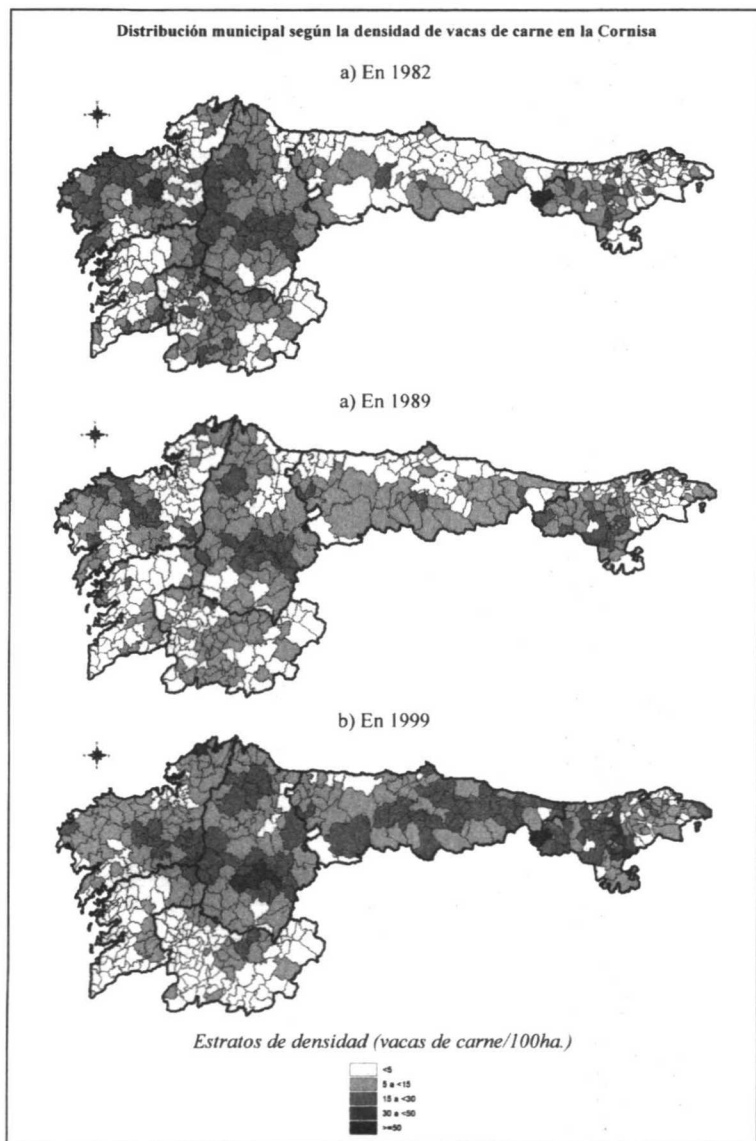 Distribución municipal según la densidad de vacas de carne en la Cornisa
a) En 1982
a) En 1989
b) En 1999
Estratos de densidad (vacas de carne/100ha.)
<5
5 a <15
15 a <30
30 a <50
>=50